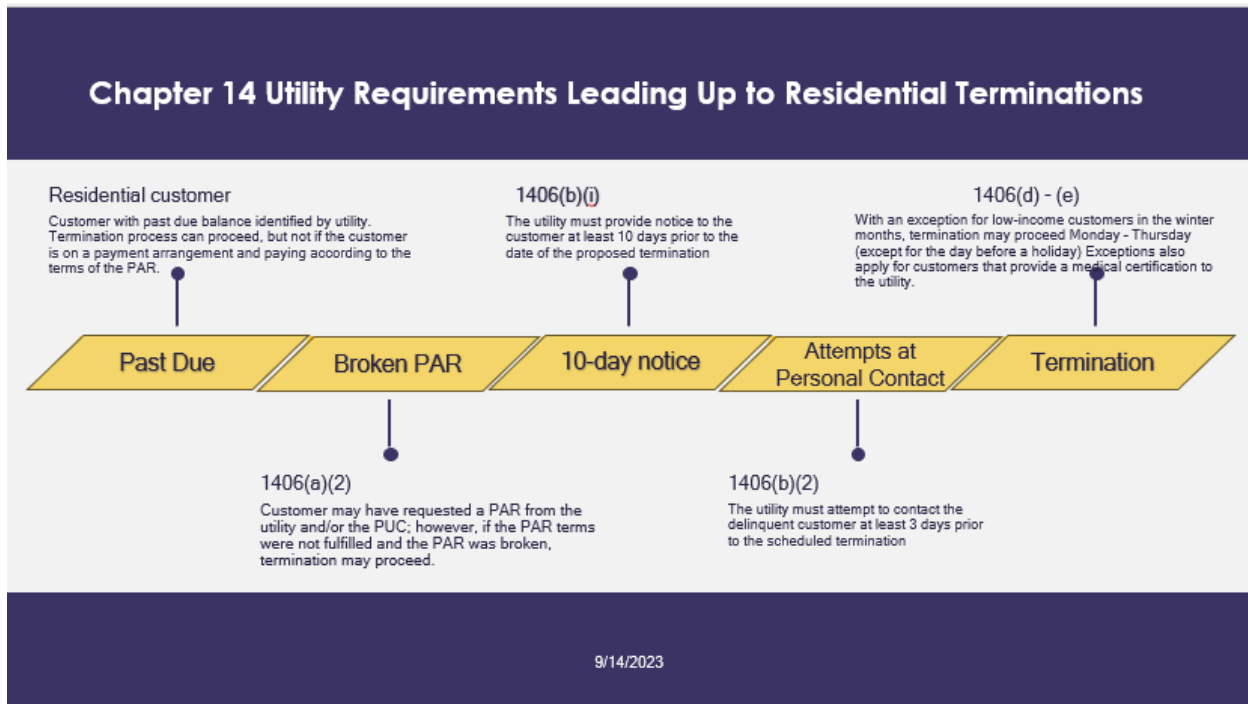 Chapter 14 Utility Requirements Leading Up to Residential Terminations
Residential customer
Customer with past due balance identified by utility.
Termination process can proceed, but not if the customer
is on a payment arrangement and paying according to the
terms of the PAR.
1406(b)(i)
The utility must provide notice to the
customer at least 10 days prior to the
date of the proposed termination
1406(d) - (e)
With an exception for low-income customers in the winter
months, termination may proceed Monday - Thursday
(except for the day before a holiday) Exceptions also
apply for customers that provide a medical certification to
the utility.
Past Due
Broken PAR
10-day notice
Attempts at
Personal Contact
Termination
1406(a)(2)
Customer may have requested a PAR from the
utility and/or the PUC; however, if the PAR terms
were not fulfilled and the PAR was broken,
termination may proceed.
1406(b)(2)
The utility must attempt to contact the
delinquent customer at least 3 days prior
to the scheduled termination
9/14/2023